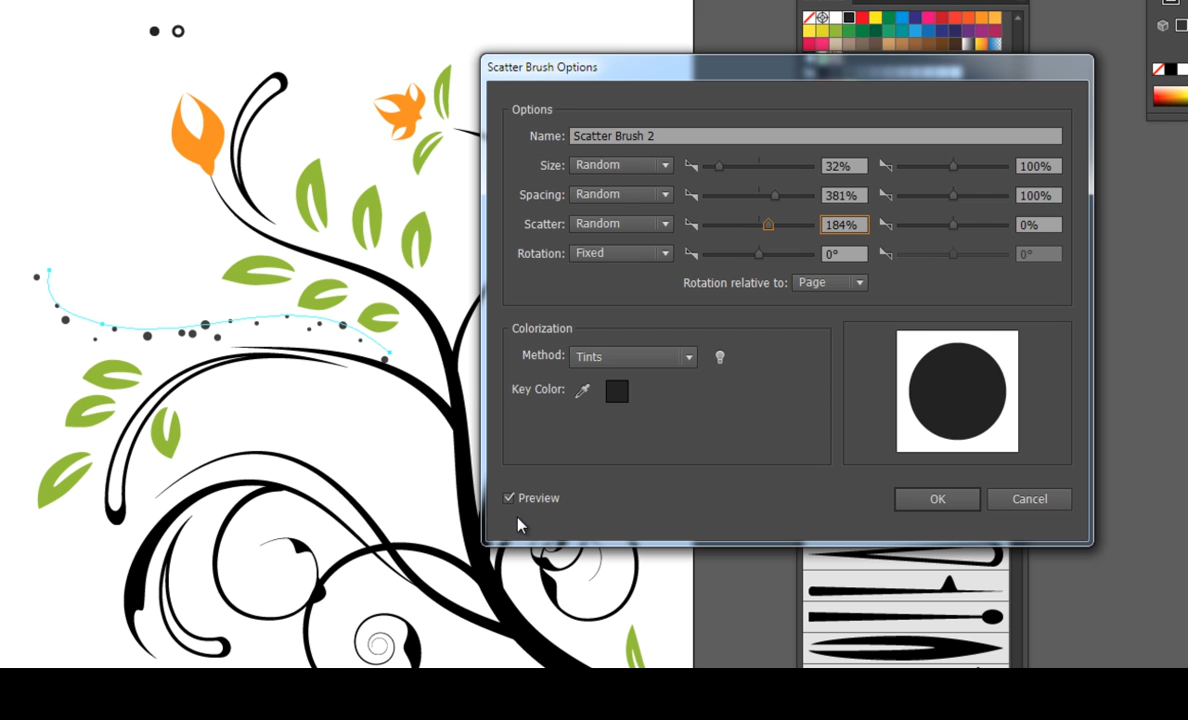 Scatter Brush Options
Options
Name: Scatter Brush 2
Size: Random 32% 100%
Spacing: Random 381% 100%
Scatter: Random 184% 0%
Rotation: Fixed 0° 0°
Rotation relative to: Page
Colorization
Method: Tints
Key Color:
Preview
OK Cancel